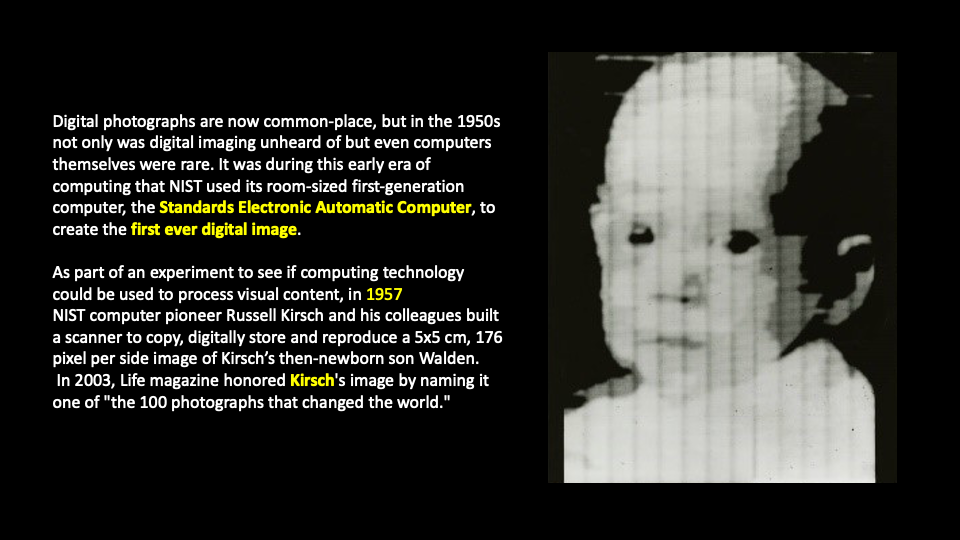 Digital photographs are now common-place, but in the 1950s
not only was digital imaging unheard of but even computers
themselves were rare. It was during this early era of
computing that NIST used its room-sized first-generation
computer, the Standards Electronic Automatic Computer, to
create the first ever digital image.
As part of an experiment to see if computing technology
could be used to process visual content, in 1957
NIST computer pioneer Russell Kirsch and his colleagues built
a scanner to copy, digitally store and reproduce a 5x5 cm, 176
pixel per side image of Kirsch’s then-newborn son Walden.
In 2003, Life magazine honored Kirsch's image by naming it
one of "the 100 photographs that changed the world."